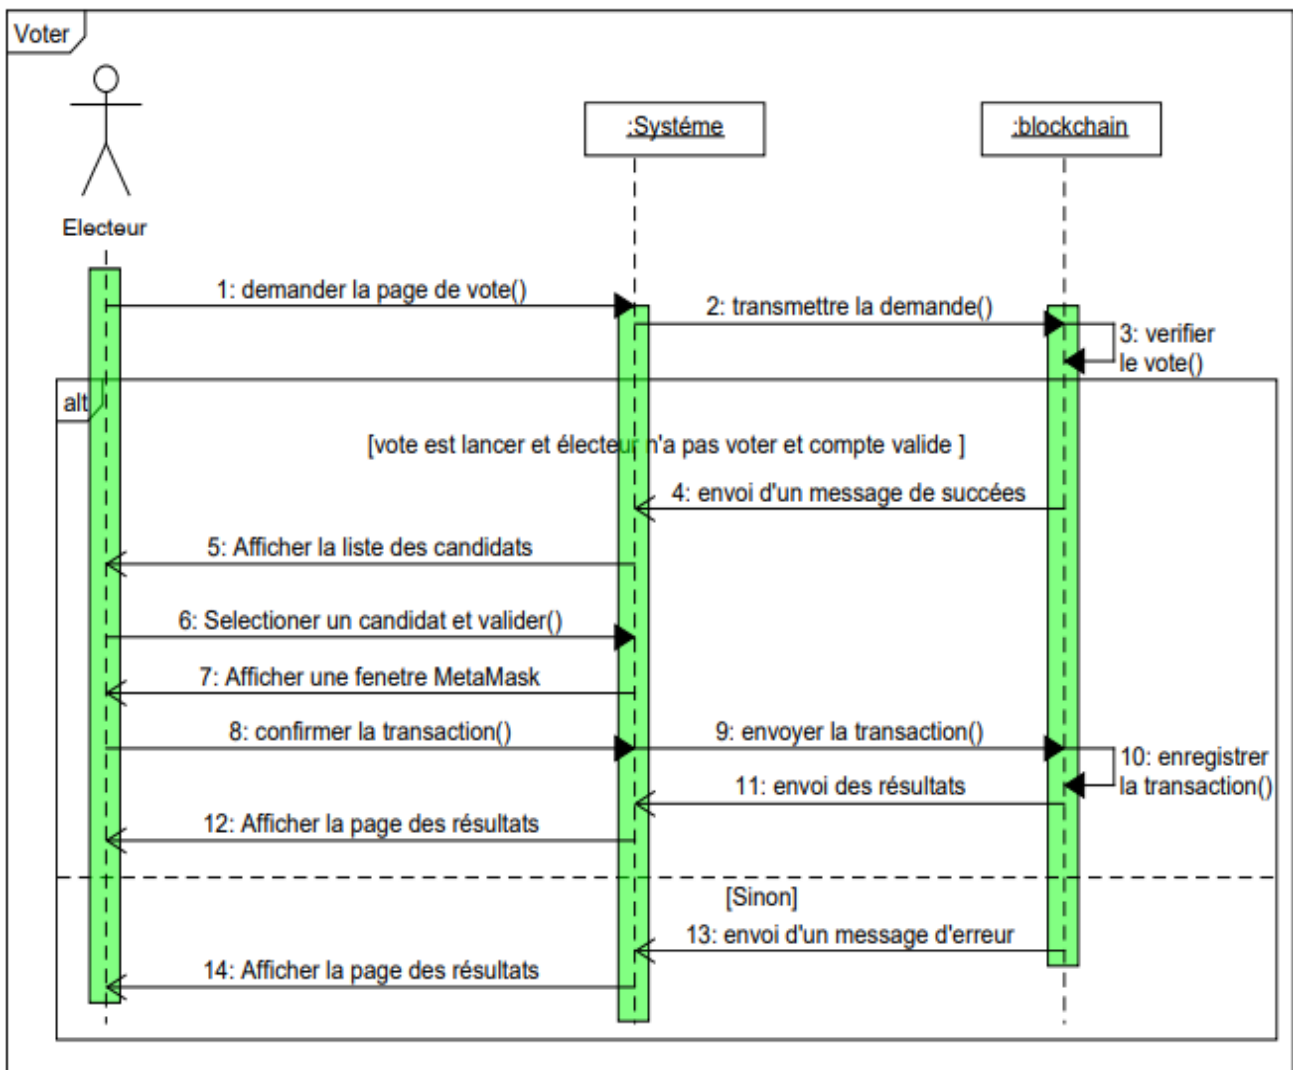 Voter
:Systéme
:blockchain
Electeur
1: demander la page de vote()
2: transmettre la demande()
3: verifier
le vote()
alt
[vote est lancer et électeur n'a pas voter et compte valide ]
4: envoi d'un message de succées
5: Afficher la liste des candidats
6: Selectioner un candidat et valider()
7: Afficher une fenetre MetaMask
8: confirmer la transaction()
9: envoyer la transaction()
10: enregistrer
la transaction()
11: envoi des résultats
12: Afficher la page des résultats
[Sinon]
13: envoi d'un message d'erreur
14: Afficher la page des résultats